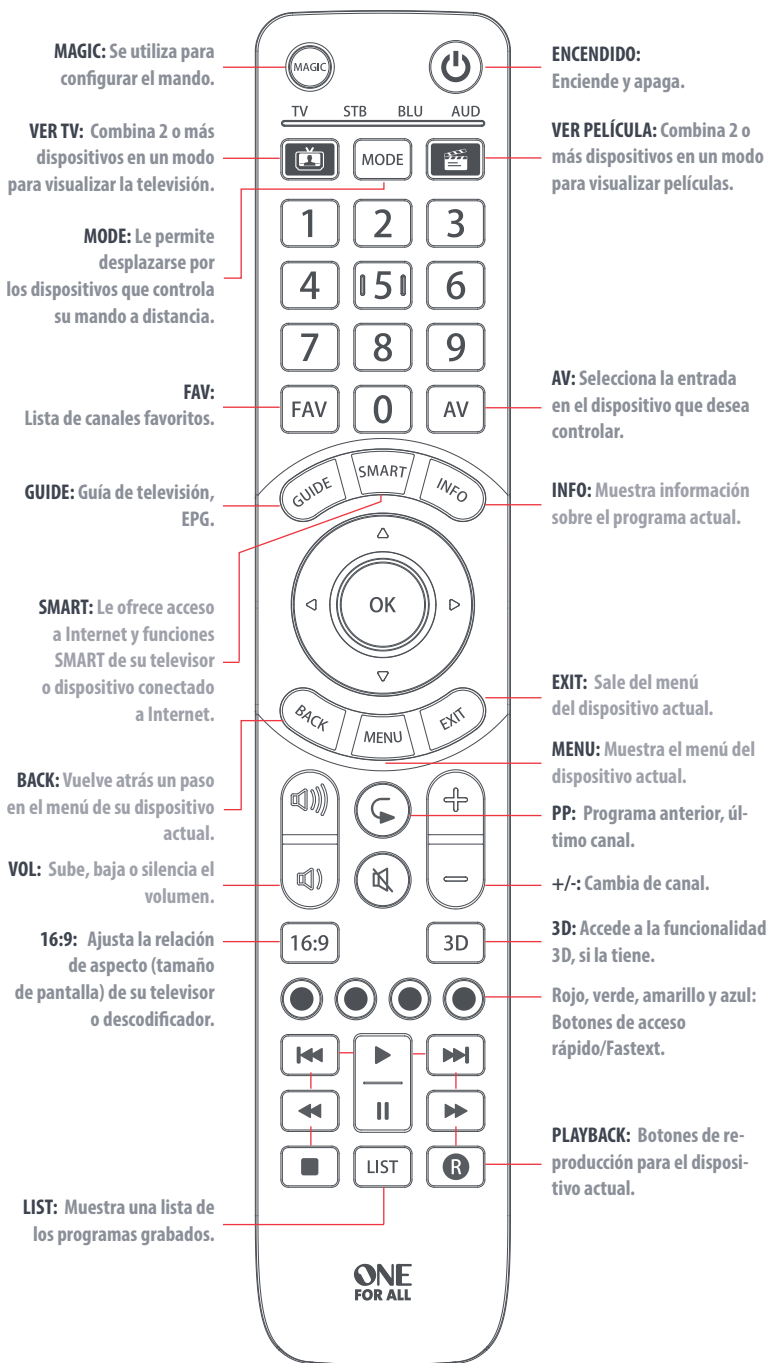 MAGIC: Se utiliza para
configurar el mando.
VER TV: Combina 2 o más
dispositivos en un modo
para visualizar la televisión.
MODE: Le permite
desplazarse por
los dispositivos que controla
su mando a distancia.
FAV:
Lista de canales favoritos.
GUIDE: Guía de televisión,
EPG.
SMART: Le ofrece acceso
a Internet y funciones
SMART de su televisor
o dispositivo conectado
a Internet.
BACK: Vuelve atrás un paso
en el menú de su dispositivo
actual.
VOL: Sube, baja o silencia el
volumen.
16:9: Ajusta la relación
de aspecto (tamaño
de pantalla) de su televisor
o descodificador.
LIST: Muestra una lista de
los programas grabados.
MAGIC
TV STB BLU AUD
MODE
1 2 3
4 5 6
7 8 9
FAV 0 AV
GUIDE SMART INFO
OK
BACK MENU EXIT
16:9 3D
LIST R
ONE
FOR ALL
ENCENDIDO:
Enciende y apaga.
VER PELÍCULA: Combina 2 o
más dispositivos en un modo
para visualizar películas.
AV: Selecciona la entrada
en el dispositivo que desea
controlar.
INFO: Muestra información
sobre el programa actual.
EXIT: Sale del menú
del dispositivo actual.
MENU: Muestra el menú del
dispositivo actual.
PP: Programa anterior, úl-
timo canal.
+/-: Cambia de canal.
3D: Accede a la funcionalidad
3D, si la tiene.
Rojo, verde, amarillo y azul:
Botones de acceso
rápido/Fastext.
PLAYBACK: Botones de re-
producción para el disposi-
tivo actual.